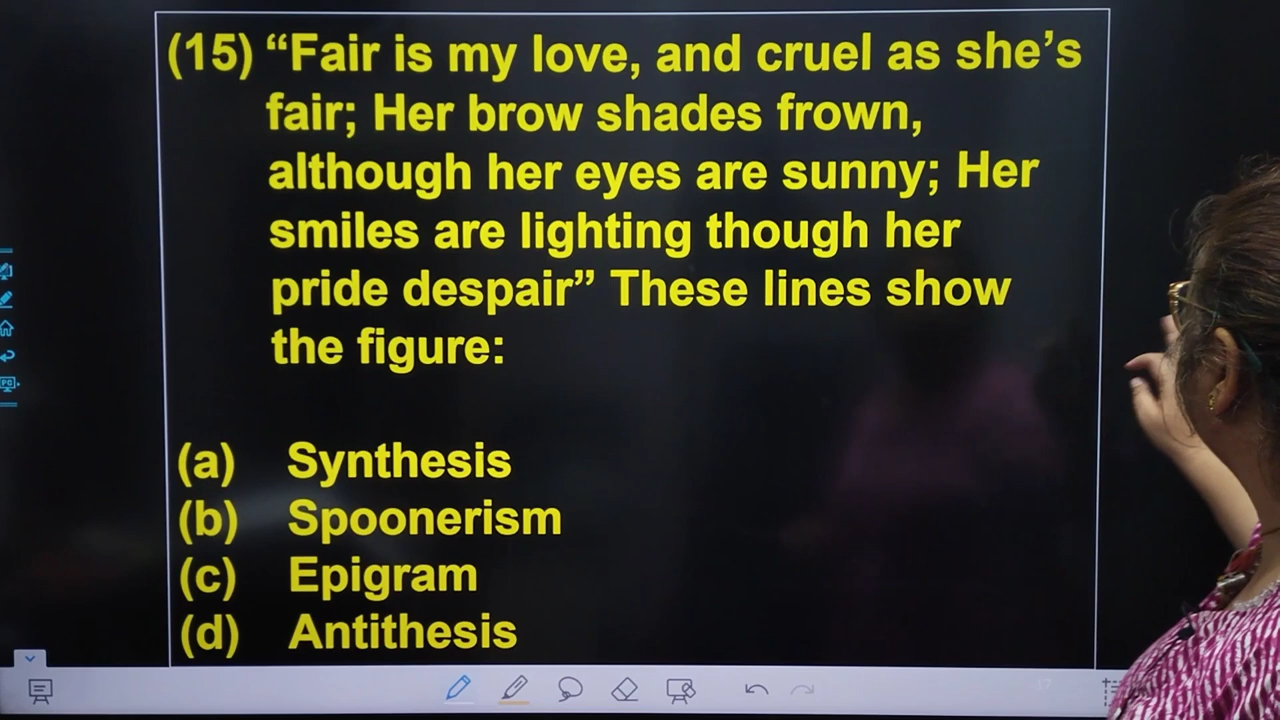 (15) “Fair is my love, and cruel as she’s
fair; Her brow shades frown,
although her eyes are sunny; Her
smiles are lighting though her
pride despair” These lines show
the figure:
(a) Synthesis
(b) Spoonerism
(c) Epigram
(d) Antithesis
PG